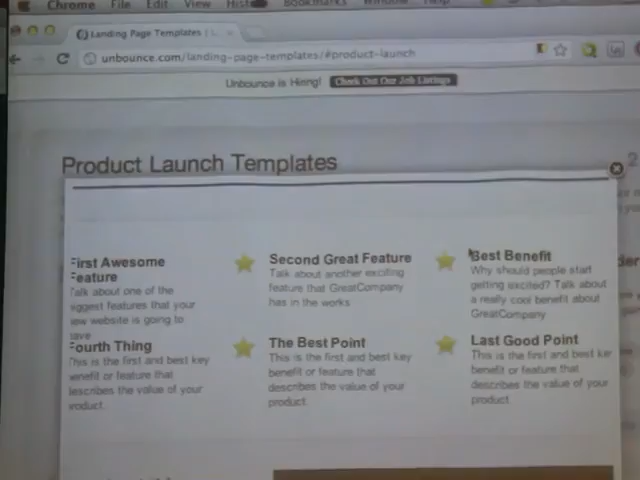 Chrome File Edit View Hist Bookmarks Window Help
Landing Page Templates |
unbounce.com/landing-page-templates/#product-launch
Unbounce is Hiring! Check Out Our Job Listings
Product Launch Templates
First Awesome
Feature
Talk about one of the
biggest features that your
new website is going to
have
Second Great Feature
Talk about another exciting
feature that GreatCompany
has in the works
Best Benefit
Why should people start
getting excited? Talk about
a really cool benefit about
GreatCompany
Fourth Thing
This is the first and best key
benefit or feature that
describes the value of your
product.
The Best Point
This is the first and best key
benefit or feature that
describes the value of your
product.
Last Good Point
This is the first and best ke
benefit or feature that
describes the value of your
product.